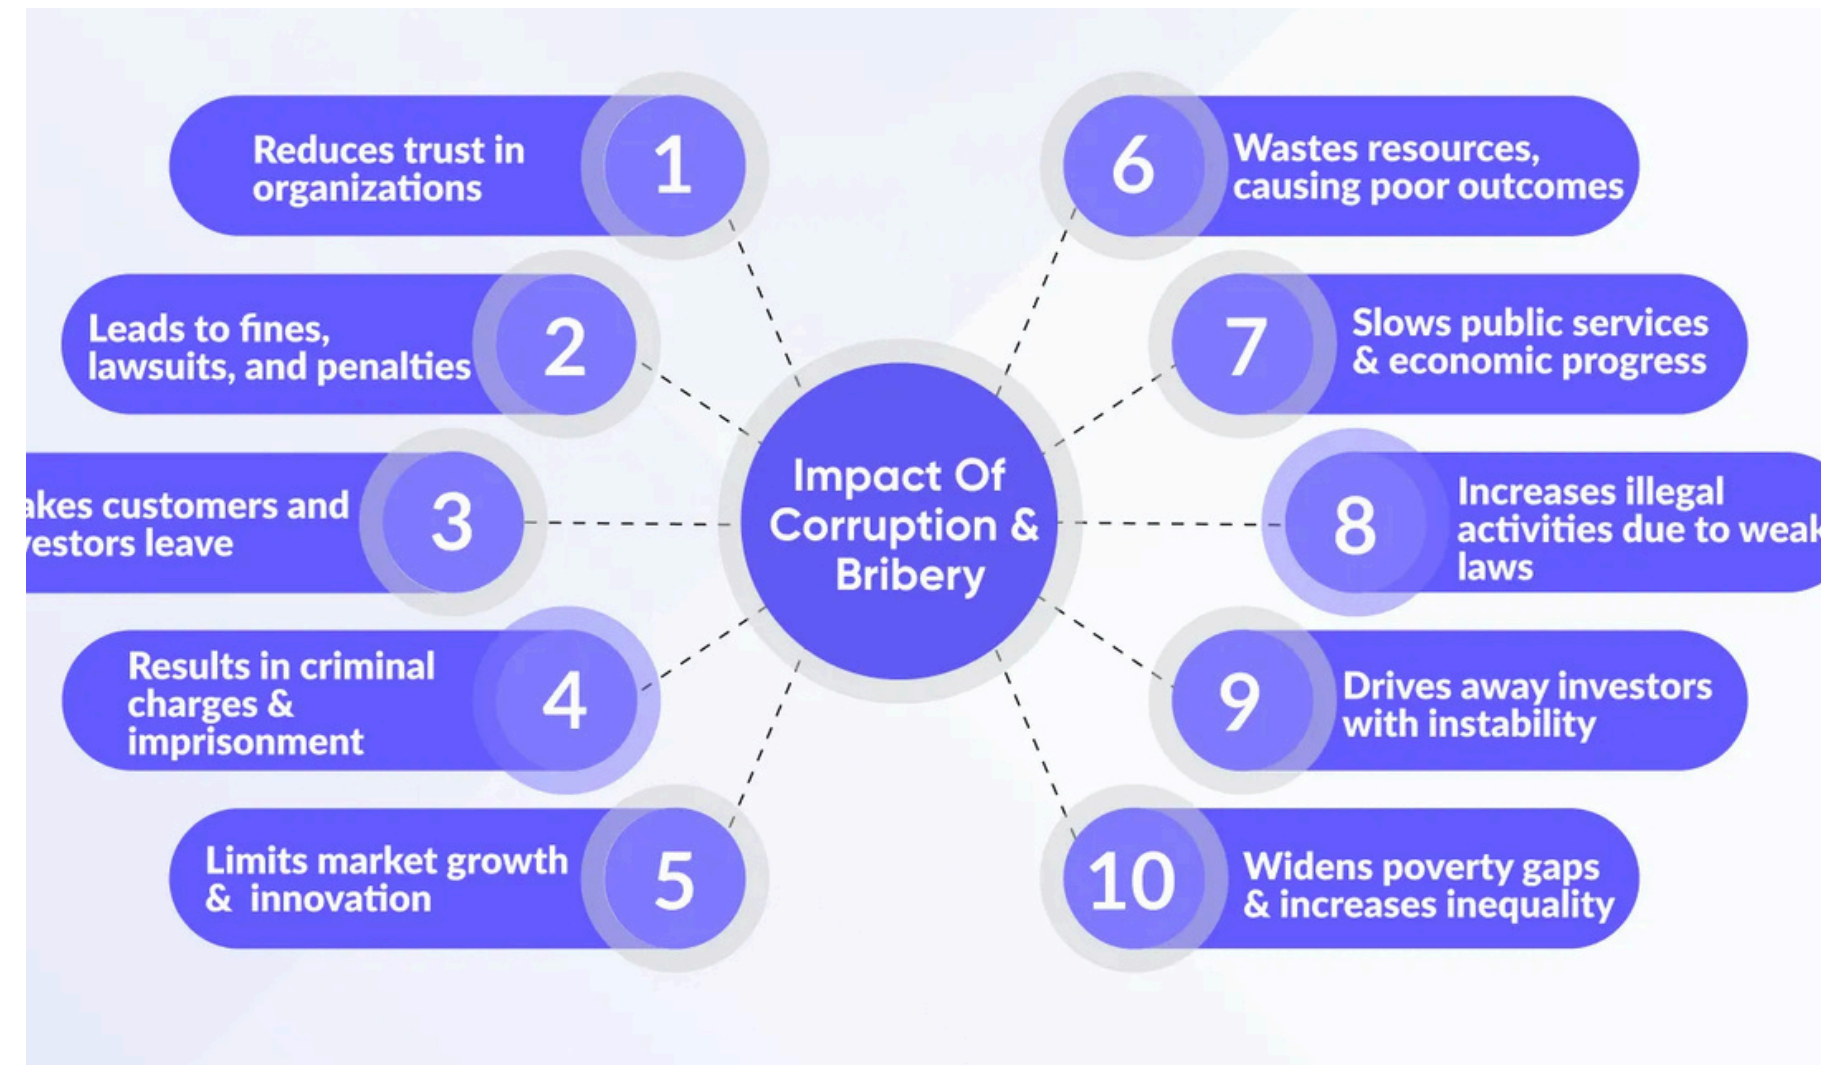 1
Reduces trust in
organizations
2
Leads to fines,
lawsuits, and penalties
3
customers and
leave
4
Results in criminal
charges &
imprisonment
5
Limits market growth
& innovation
Impact Of
Corruption &
Bribery
6
Wastes resources,
causing poor outcomes
7
Slows public services
& economic progress
8
Increases illegal
activities due to weak
laws
9
Drives away investors
with instability
10
Widens poverty gaps
& increases inequality